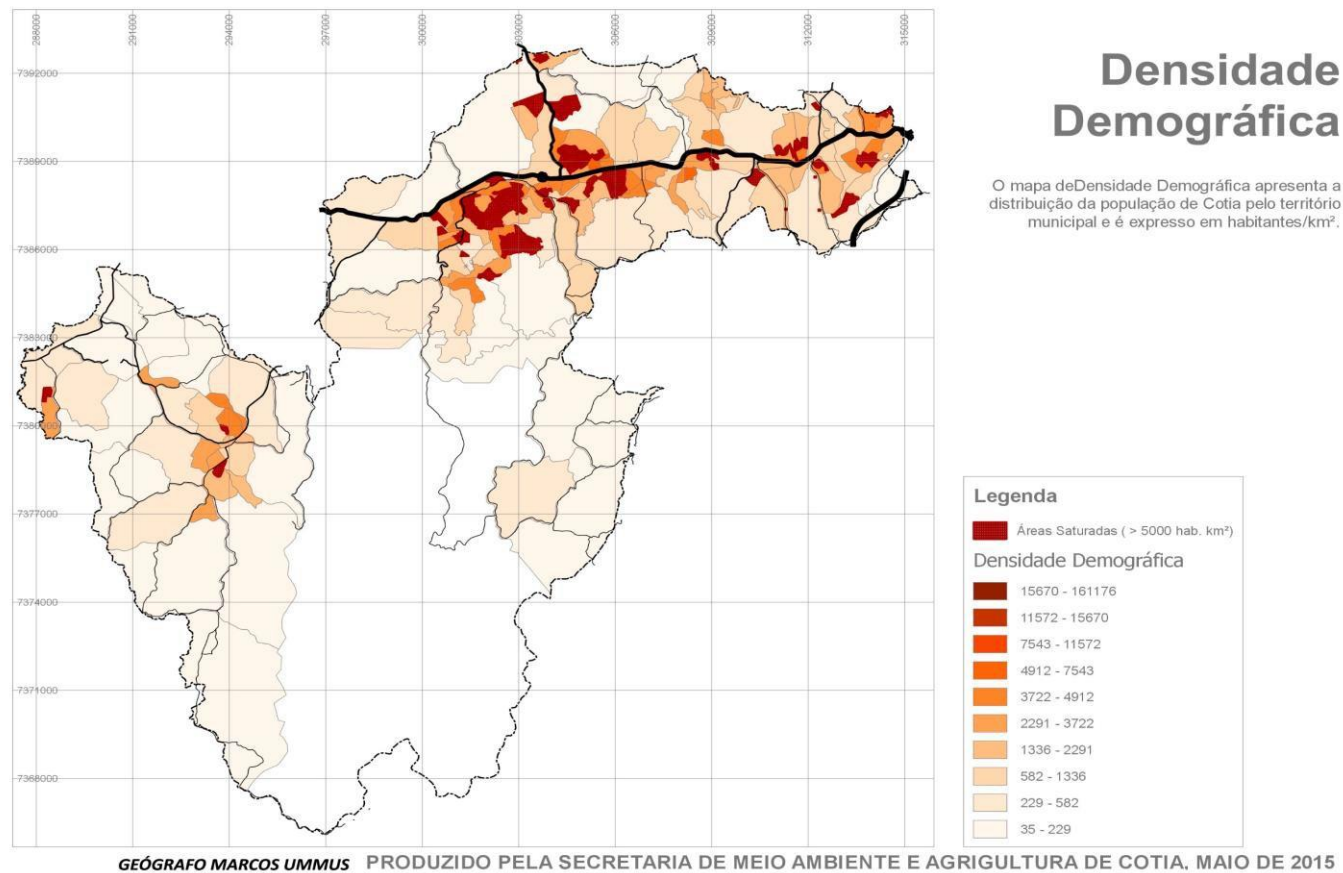 288000
291000
294000
297000
300000
303000
306000
309000
312000
315000
7392000
7389000
7386000
7383000
7380000
7377000
7374000
7371000
7368000
Densidade
Demográfica
O mapa deDensidade Demográfica apresenta a
distribuição da população de Cotia pelo território
municipal e é expresso em habitantes/km².
Legenda
Áreas Saturadas ( > 5000 hab. km²)
Densidade Demográfica
15670 - 161176
11572 - 15670
7543 - 11572
4912 - 7543
3722 - 4912
2291 - 3722
1336 - 2291
582 - 1336
229 - 582
35 - 229
GEÓGRAFO MARCOS UMMUS PRODUZIDO PELA SECRETARIA DE MEIO AMBIENTE E AGRIGULTURA DE COTIA, MAIO DE 2015